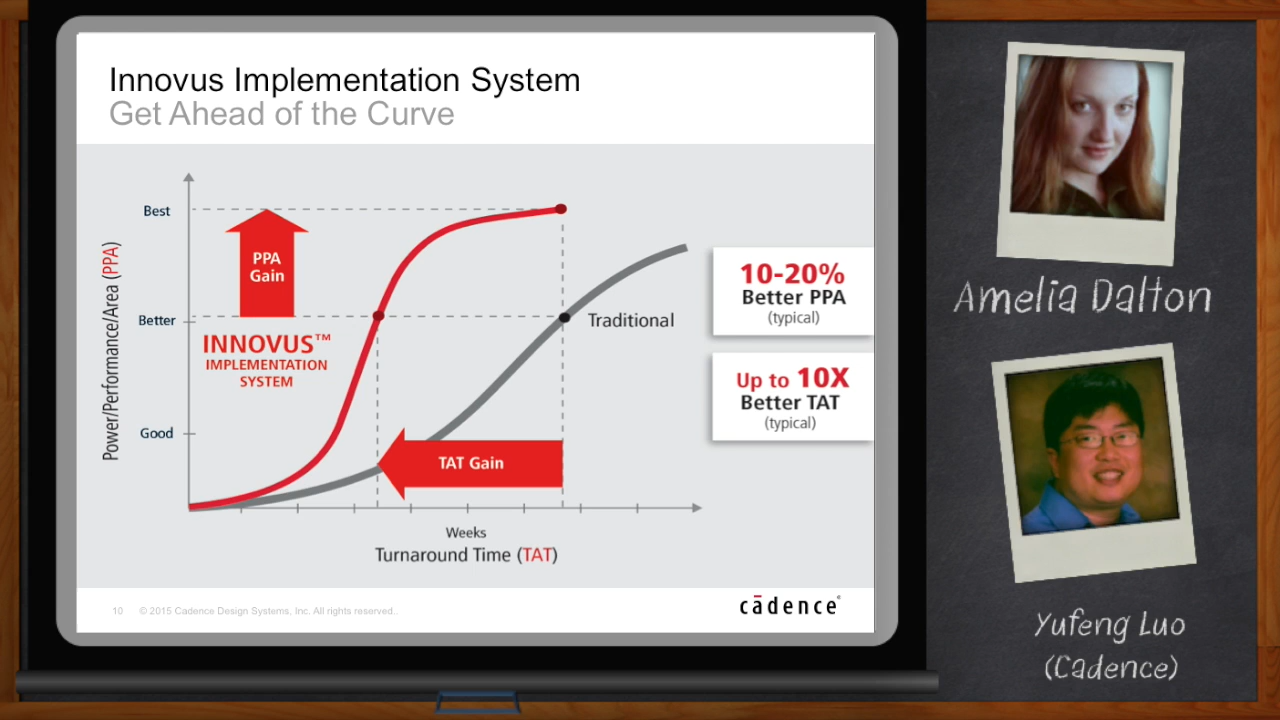 Innovus Implementation System
Get Ahead of the Curve
Power/Performance/Area (PPA)
Best
Better
Good
PPA
Gain
INNOVUS™
IMPLEMENTATION
SYSTEM
TAT Gain
Traditional
10-20%
Better PPA
(typical)
Up to 10X
Better TAT
(typical)
Weeks
Turnaround Time (TAT)
10 © 2015 Cadence Design Systems, Inc. All rights reserved..
cādence®
Amelia Dalton
Yufeng Luo
(Cadence)